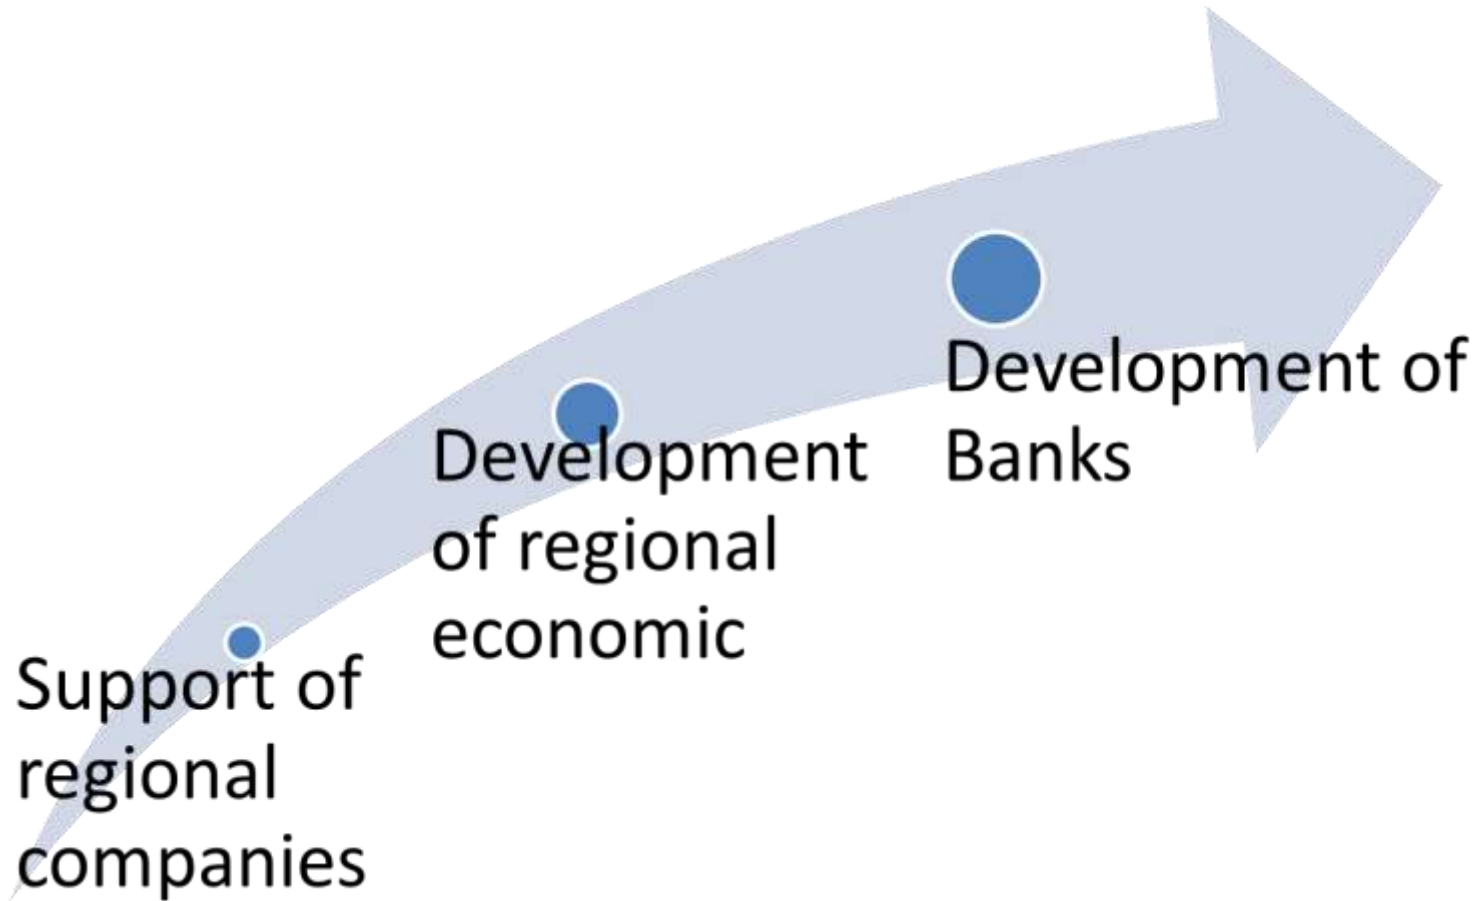 Support of
regional
companies
Development
of regional
economic
Development of
Banks